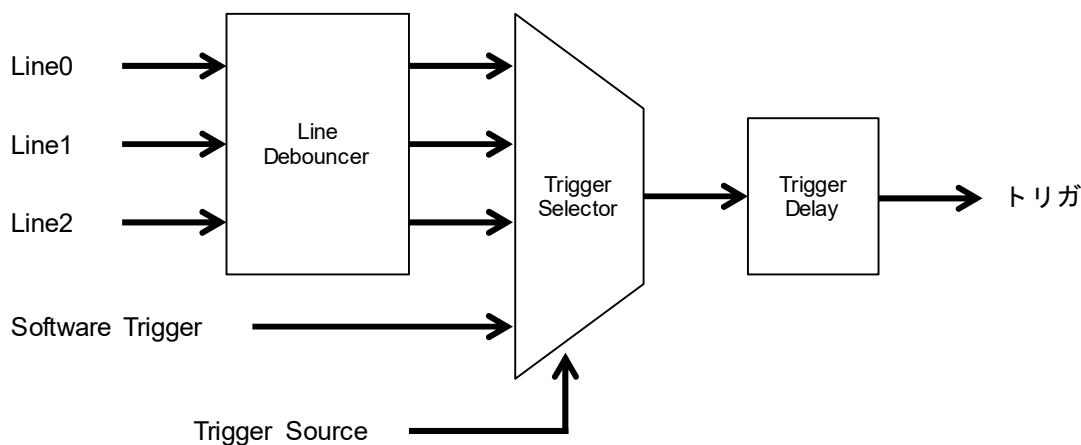 Line0
Line1
Line2
Line
Debouncer
Trigger
Selector
Trigger
Delay
トリガ
Software Trigger
Trigger Source